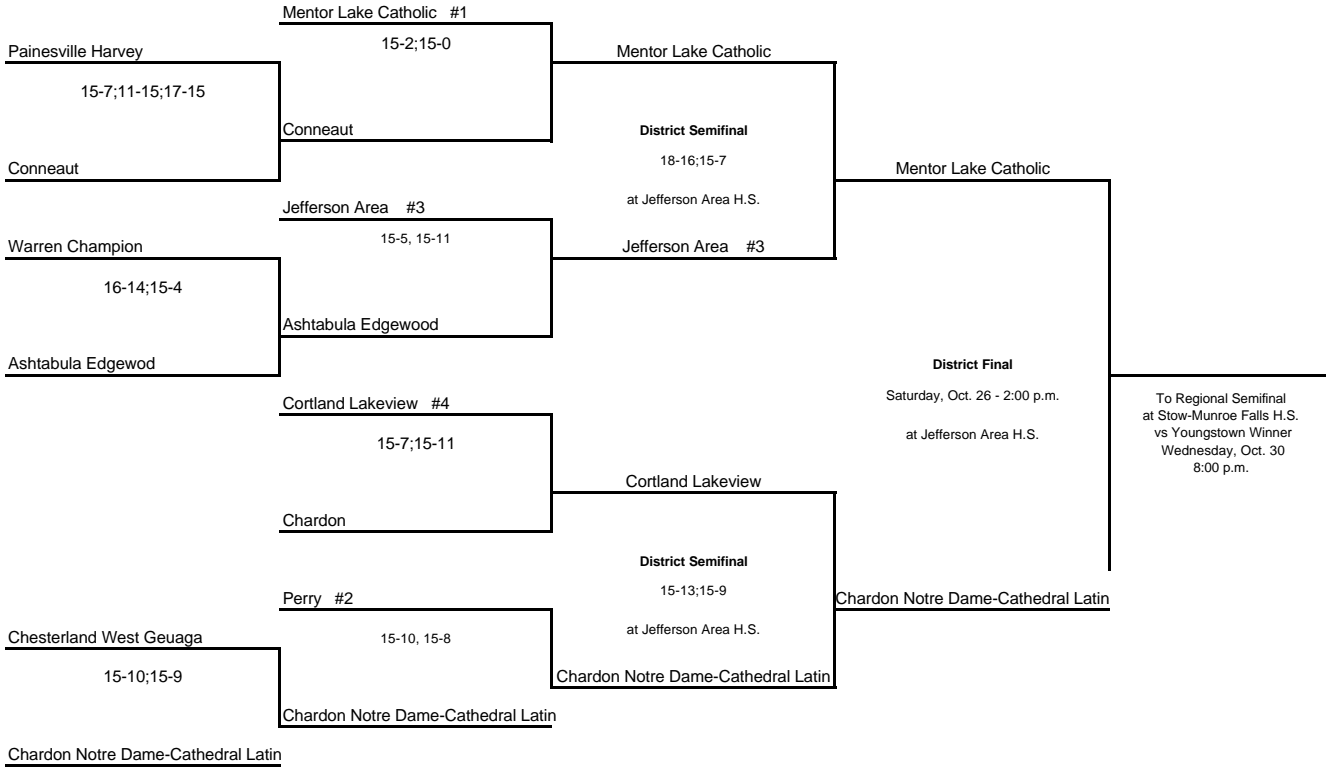 Mentor Lake Catholic #1
15-2;15-0
Mentor Lake Catholic
Painesville Harvey
15-7;11-15;17-15
Conneaut
District Semifinal
18-16;15-7
Conneaut
Mentor Lake Catholic
at Jefferson Area H.S.
Jefferson Area #3
15-5, 15-11
Warren Champion
Jefferson Area #3
16-14;15-4
Ashtabula Edgewood
Ashtabula Edgewod
District Final
Saturday, Oct. 26 - 2:00 p.m.
at Jefferson Area H.S.
To Regional Semifinal
at Stow-Munroe Falls H.S.
vs Youngstown Winner
Wednesday, Oct. 30
8:00 p.m.
Cortland Lakeview #4
15-7;15-11
Cortland Lakeview
Chardon
District Semifinal
15-13;15-9
Perry #2
Chardon Notre Dame-Cathedral Latin
at Jefferson Area H.S.
Chesterland West Geuaga
15-10, 15-8
15-10;15-9
Chardon Notre Dame-Cathedral Latin
Chardon Notre Dame-Cathedral Latin
Chardon Notre Dame-Cathedral Latin